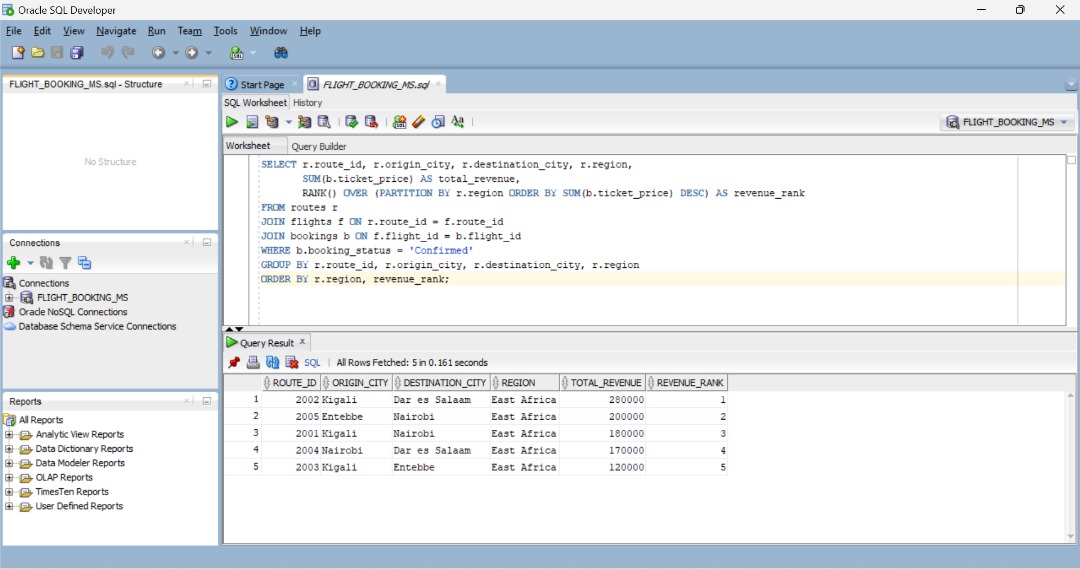 Oracle SQL Developer
File Edit View Navigate Run Team Tools Window Help
FLIGHT_BOOKING_MS.sql - Structure
No Structure
Connections
Connections
FLIGHT_BOOKING_MS
Oracle NoSQL Connections
Database Schema Service Connections
Reports
All Reports
Analytic View Reports
Data Dictionary Reports
Data Modeler Reports
OLAP Reports
TimesTen Reports
User Defined Reports
Start Page FLIGHT_BOOKING_MS.sql
SQL Worksheet History
FLIGHT_BOOKING_MS
Worksheet Query Builder
SELECT r.route_id, r.origin_city, r.destination_city, r.region,
SUM(b.ticket_price) AS total_revenue,
RANK() OVER (PARTITION BY r.region ORDER BY SUM(b.ticket_price) DESC) AS revenue_rank
FROM routes r
JOIN flights f ON r.route_id = f.route_id
JOIN bookings b ON f.flight_id = b.flight_id
WHERE b.booking_status = 'Confirmed'
GROUP BY r.route_id, r.origin_city, r.destination_city, r.region
ORDER BY r.region, revenue_rank;
Query Result
SQL | All Rows Fetched: 5 in 0.161 seconds
ROUTE_ID ORIGIN_CITY DESTINATION_CITY REGION TOTAL_REVENUE REVENUE_RANK
1 2002 Kigali Dar es Salaam East Africa 280000 1
2 2005 Entebbe Nairobi East Africa 200000 2
3 2001 Kigali Nairobi East Africa 180000 3
4 2004 Nairobi Dar es Salaam East Africa 170000 4
5 2003 Kigali Entebbe East Africa 120000 5